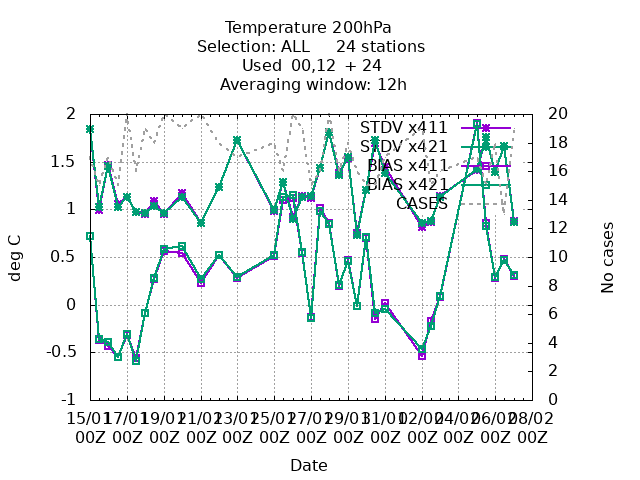 Temperature 200hPa
Selection: ALL     24 stations
Used  00,12  + 24
Averaging window: 12h
2
1.5
1
0.5
0
-0.5
-1
deg C
20
18
16
14
12
10
8
6
4
2
0
No cases
STDV x411
STDV x421
BIAS x411
BIAS x421
CASES
15/01 17/01 19/01 21/01 23/01 25/01 27/01 29/01 31/01 02/02 04/02 06/02 08/02
00Z 00Z 00Z 00Z 00Z 00Z 00Z 00Z 00Z 00Z 00Z 00Z 00Z
Date